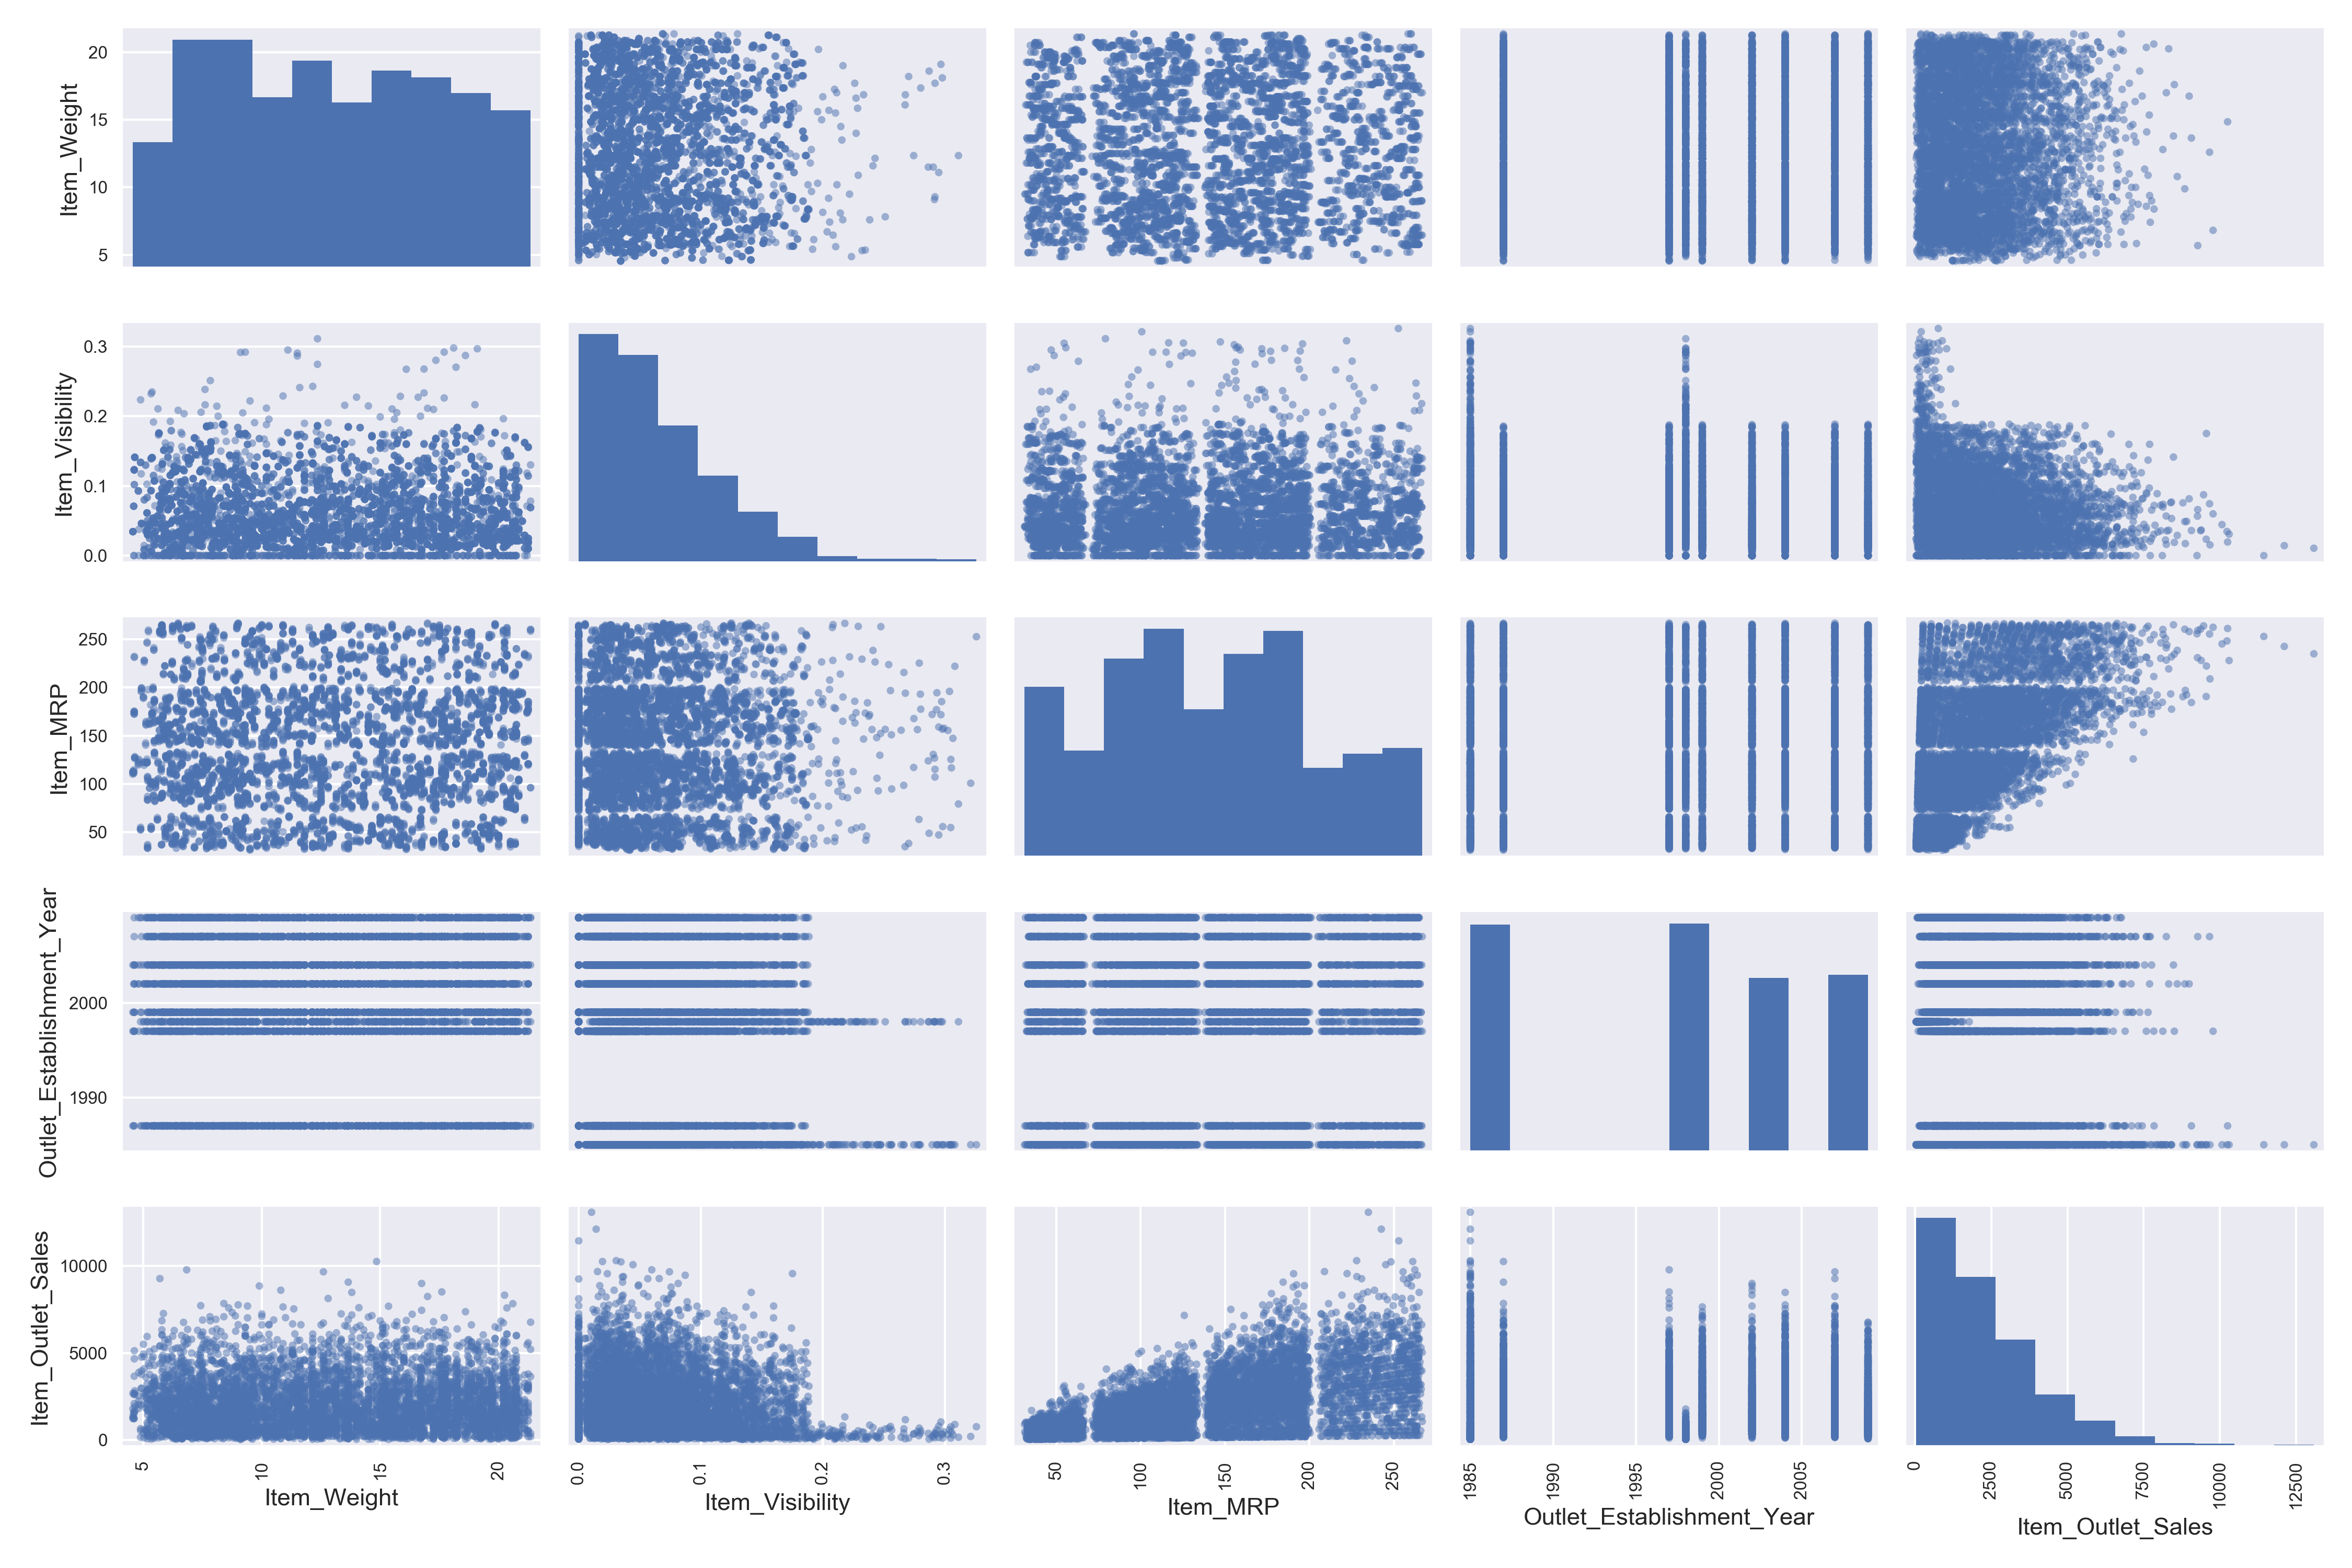 Item_Weight
20
15
10
5
Item_Visibility
0.3
0.2
0.1
0.0
Item_MRP
250
200
150
100
50
Outlet_Establishment_Year
2000
1990
Item_Outlet_Sales
10000
5000
0
5 10 15 20
0.0 0.1 0.2 0.3
50 100 150 200 250
1985 1990 1995 2000 2005
0 2500 5000 7500 10000 12500
Item_Weight
Item_Visibility
Item_MRP
Outlet_Establishment_Year
Item_Outlet_Sales